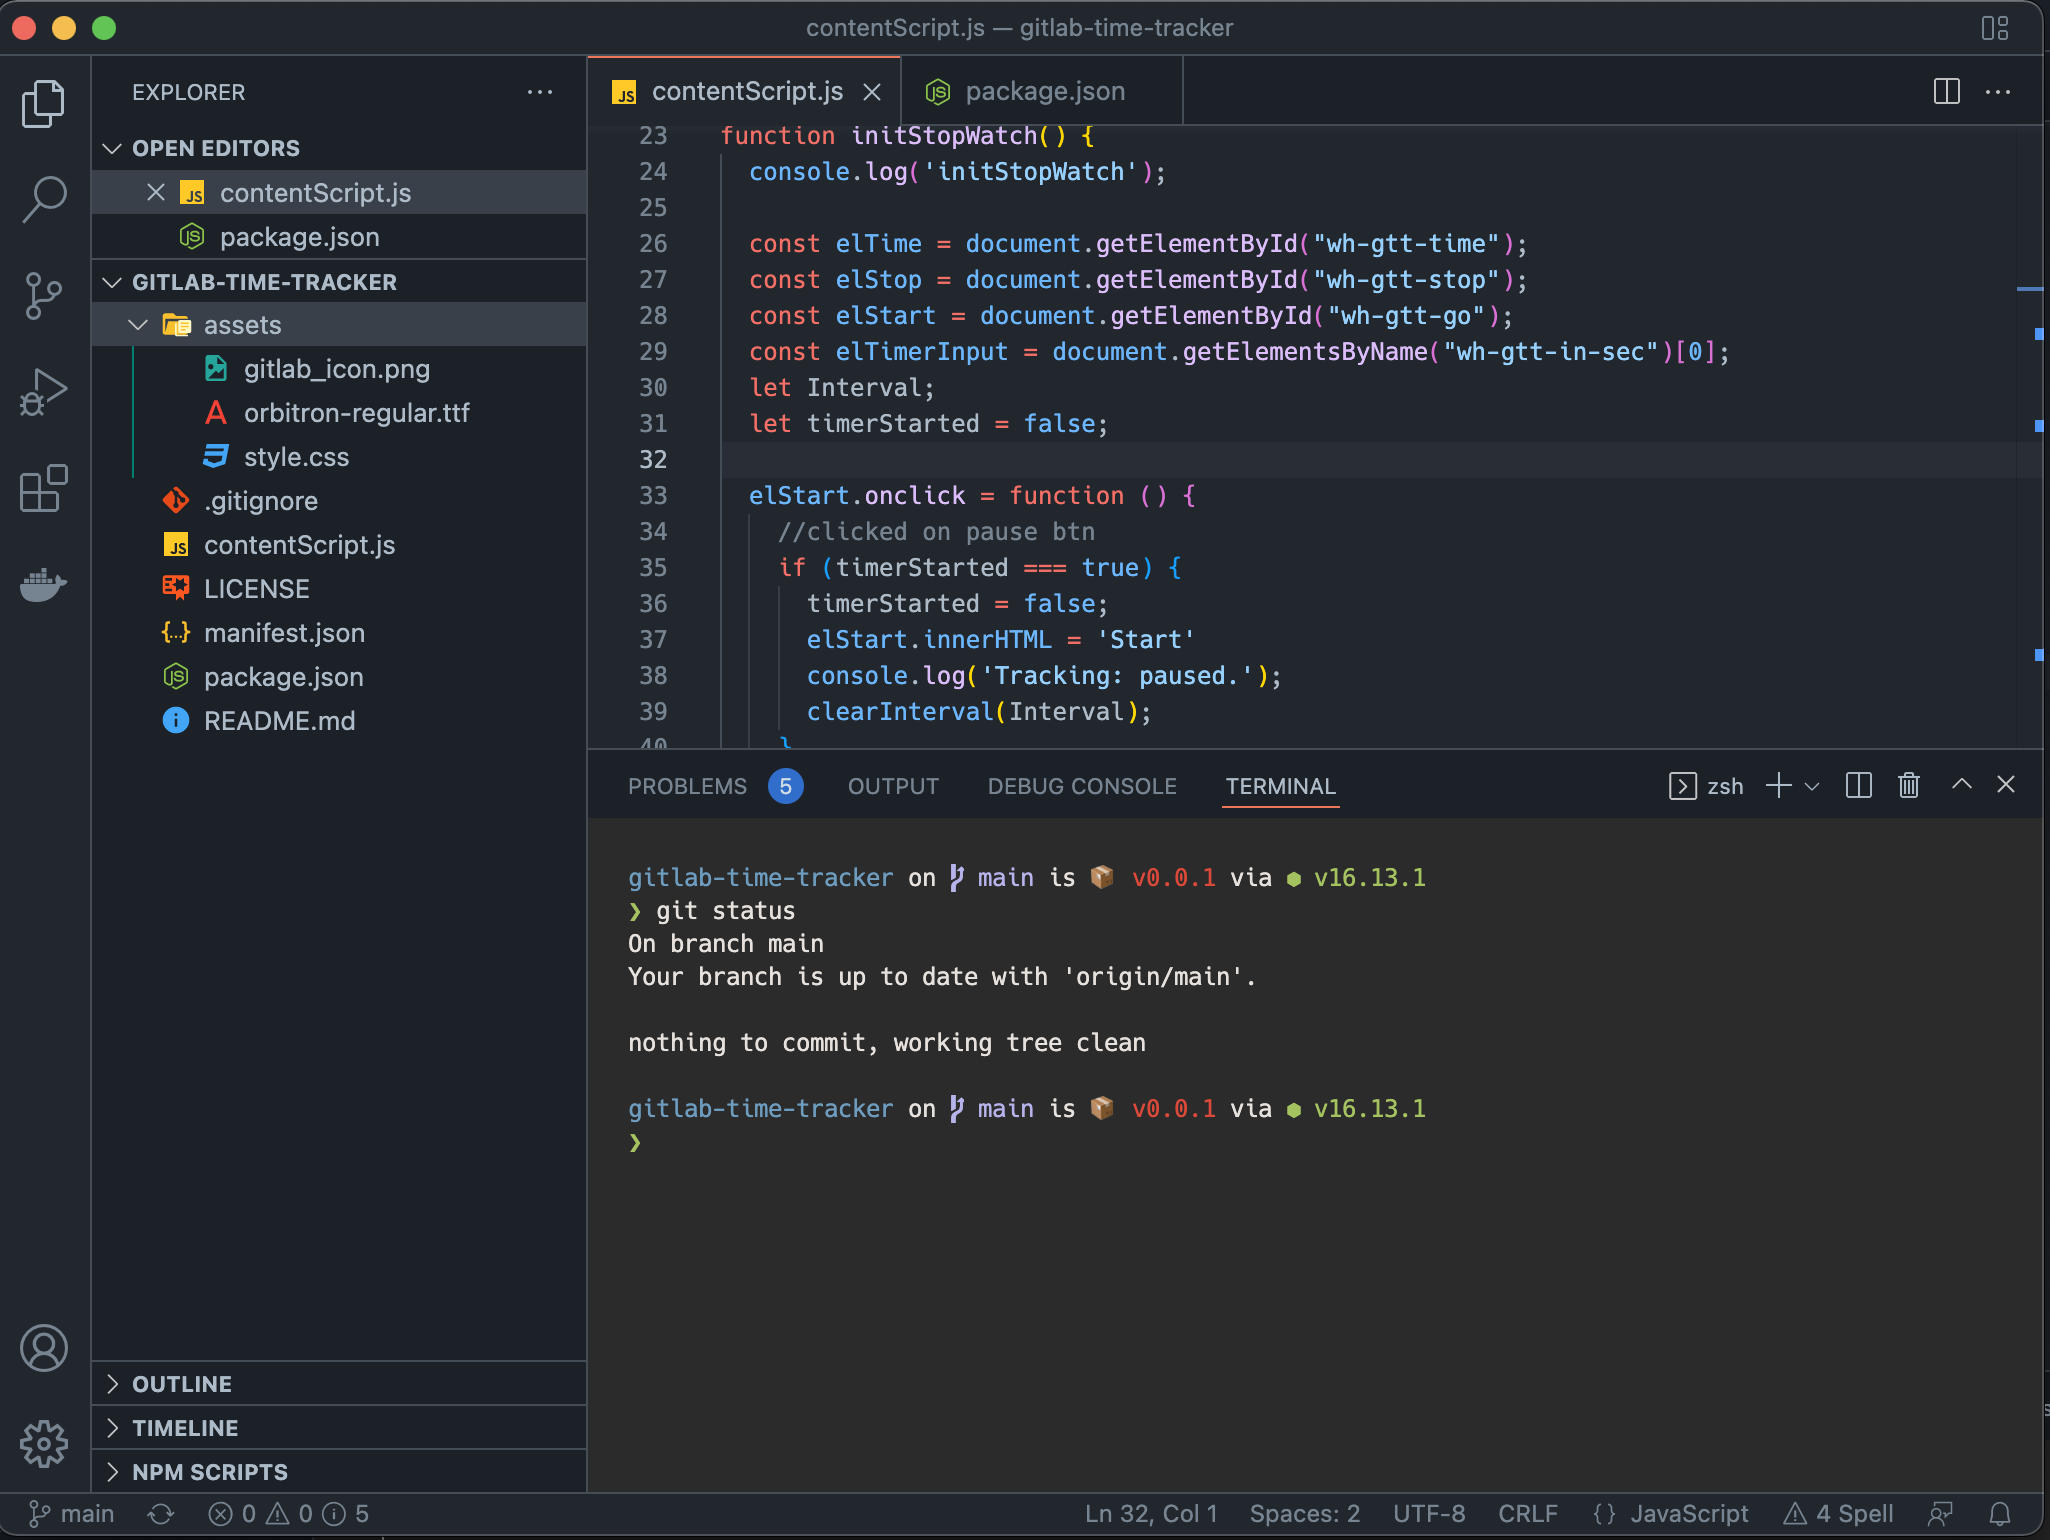 contentScript.js — gitlab-time-tracker
EXPLORER
OPEN EDITORS
JS contentScript.js
package.json
GITLAB-TIME-TRACKER
assets
gitlab_icon.png
orbitron-regular.ttf
style.css
.gitignore
JS contentScript.js
LICENSE
{...} manifest.json
package.json
README.md
OUTLINE
TIMELINE
NPM SCRIPTS
JS contentScript.js
JS package.json
23 function initStopWatch() {
24 console.log('initStopWatch');
25
26 const elTime = document.getElementById("wh-gtt-time");
27 const elStop = document.getElementById("wh-gtt-stop");
28 const elStart = document.getElementById("wh-gtt-go");
29 const elTimerInput = document.getElementsByName("wh-gtt-in-sec")[0];
30 let Interval;
31 let timerStarted = false;
32
33 elStart.onclick = function () {
34 //clicked on pause btn
35 if (timerStarted === true) {
36 timerStarted = false;
37 elStart.innerHTML = 'Start'
38 console.log('Tracking: paused.');
39 clearInterval(Interval);
40 }
PROBLEMS 5 OUTPUT DEBUG CONSOLE TERMINAL zsh
gitlab-time-tracker on main is 📦 v0.0.1 via ⬢ v16.13.1
❯ git status
On branch main
Your branch is up to date with 'origin/main'.
nothing to commit, working tree clean
gitlab-time-tracker on main is 📦 v0.0.1 via ⬢ v16.13.1
❯
main 0 0 5 Ln 32, Col 1 Spaces: 2 UTF-8 CRLF {} JavaScript 4 Spell